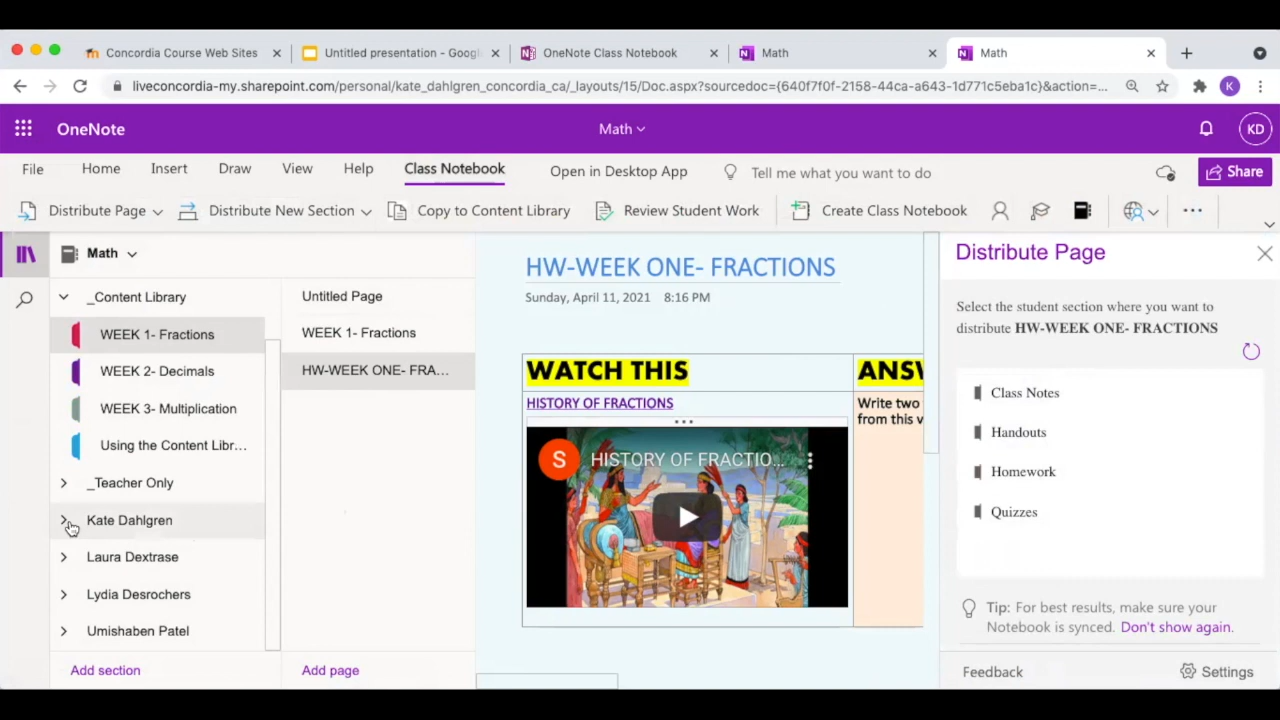 Concordia Course Web Sites
Untitled presentation - Googl
OneNote Class Notebook
Math
Math
liveconcordia-my.sharepoint.com/personal/kate_dahlgren_concordia_ca/_layouts/15/Doc.aspx?sourcedoc={640f7f0f-2158-44ca-a643-1d771c5eba1c}&action=...
K
OneNote
Math
KD
File Home Insert Draw View Help Class Notebook Open in Desktop App Tell me what you want to do Share
Distribute Page Distribute New Section Copy to Content Library Review Student Work Create Class Notebook
Math
_Content Library
WEEK 1- Fractions
WEEK 2- Decimals
WEEK 3- Multiplication
Using the Content Libr...
_Teacher Only
Kate Dahlgren
Laura Dextrase
Lydia Desrochers
Umishaben Patel
Add section
Untitled Page
WEEK 1- Fractions
HW-WEEK ONE- FRA...
Add page
HW-WEEK ONE- FRACTIONS
Sunday, April 11, 2021 8:16 PM
WATCH THIS
HISTORY OF FRACTIONS
S HISTORY OF FRACTIO...
ANSW
Write two
from this v
Distribute Page
Select the student section where you want to
distribute HW-WEEK ONE- FRACTIONS
Class Notes
Handouts
Homework
Quizzes
Tip: For best results, make sure your
Notebook is synced. Don't show again.
Feedback
Settings